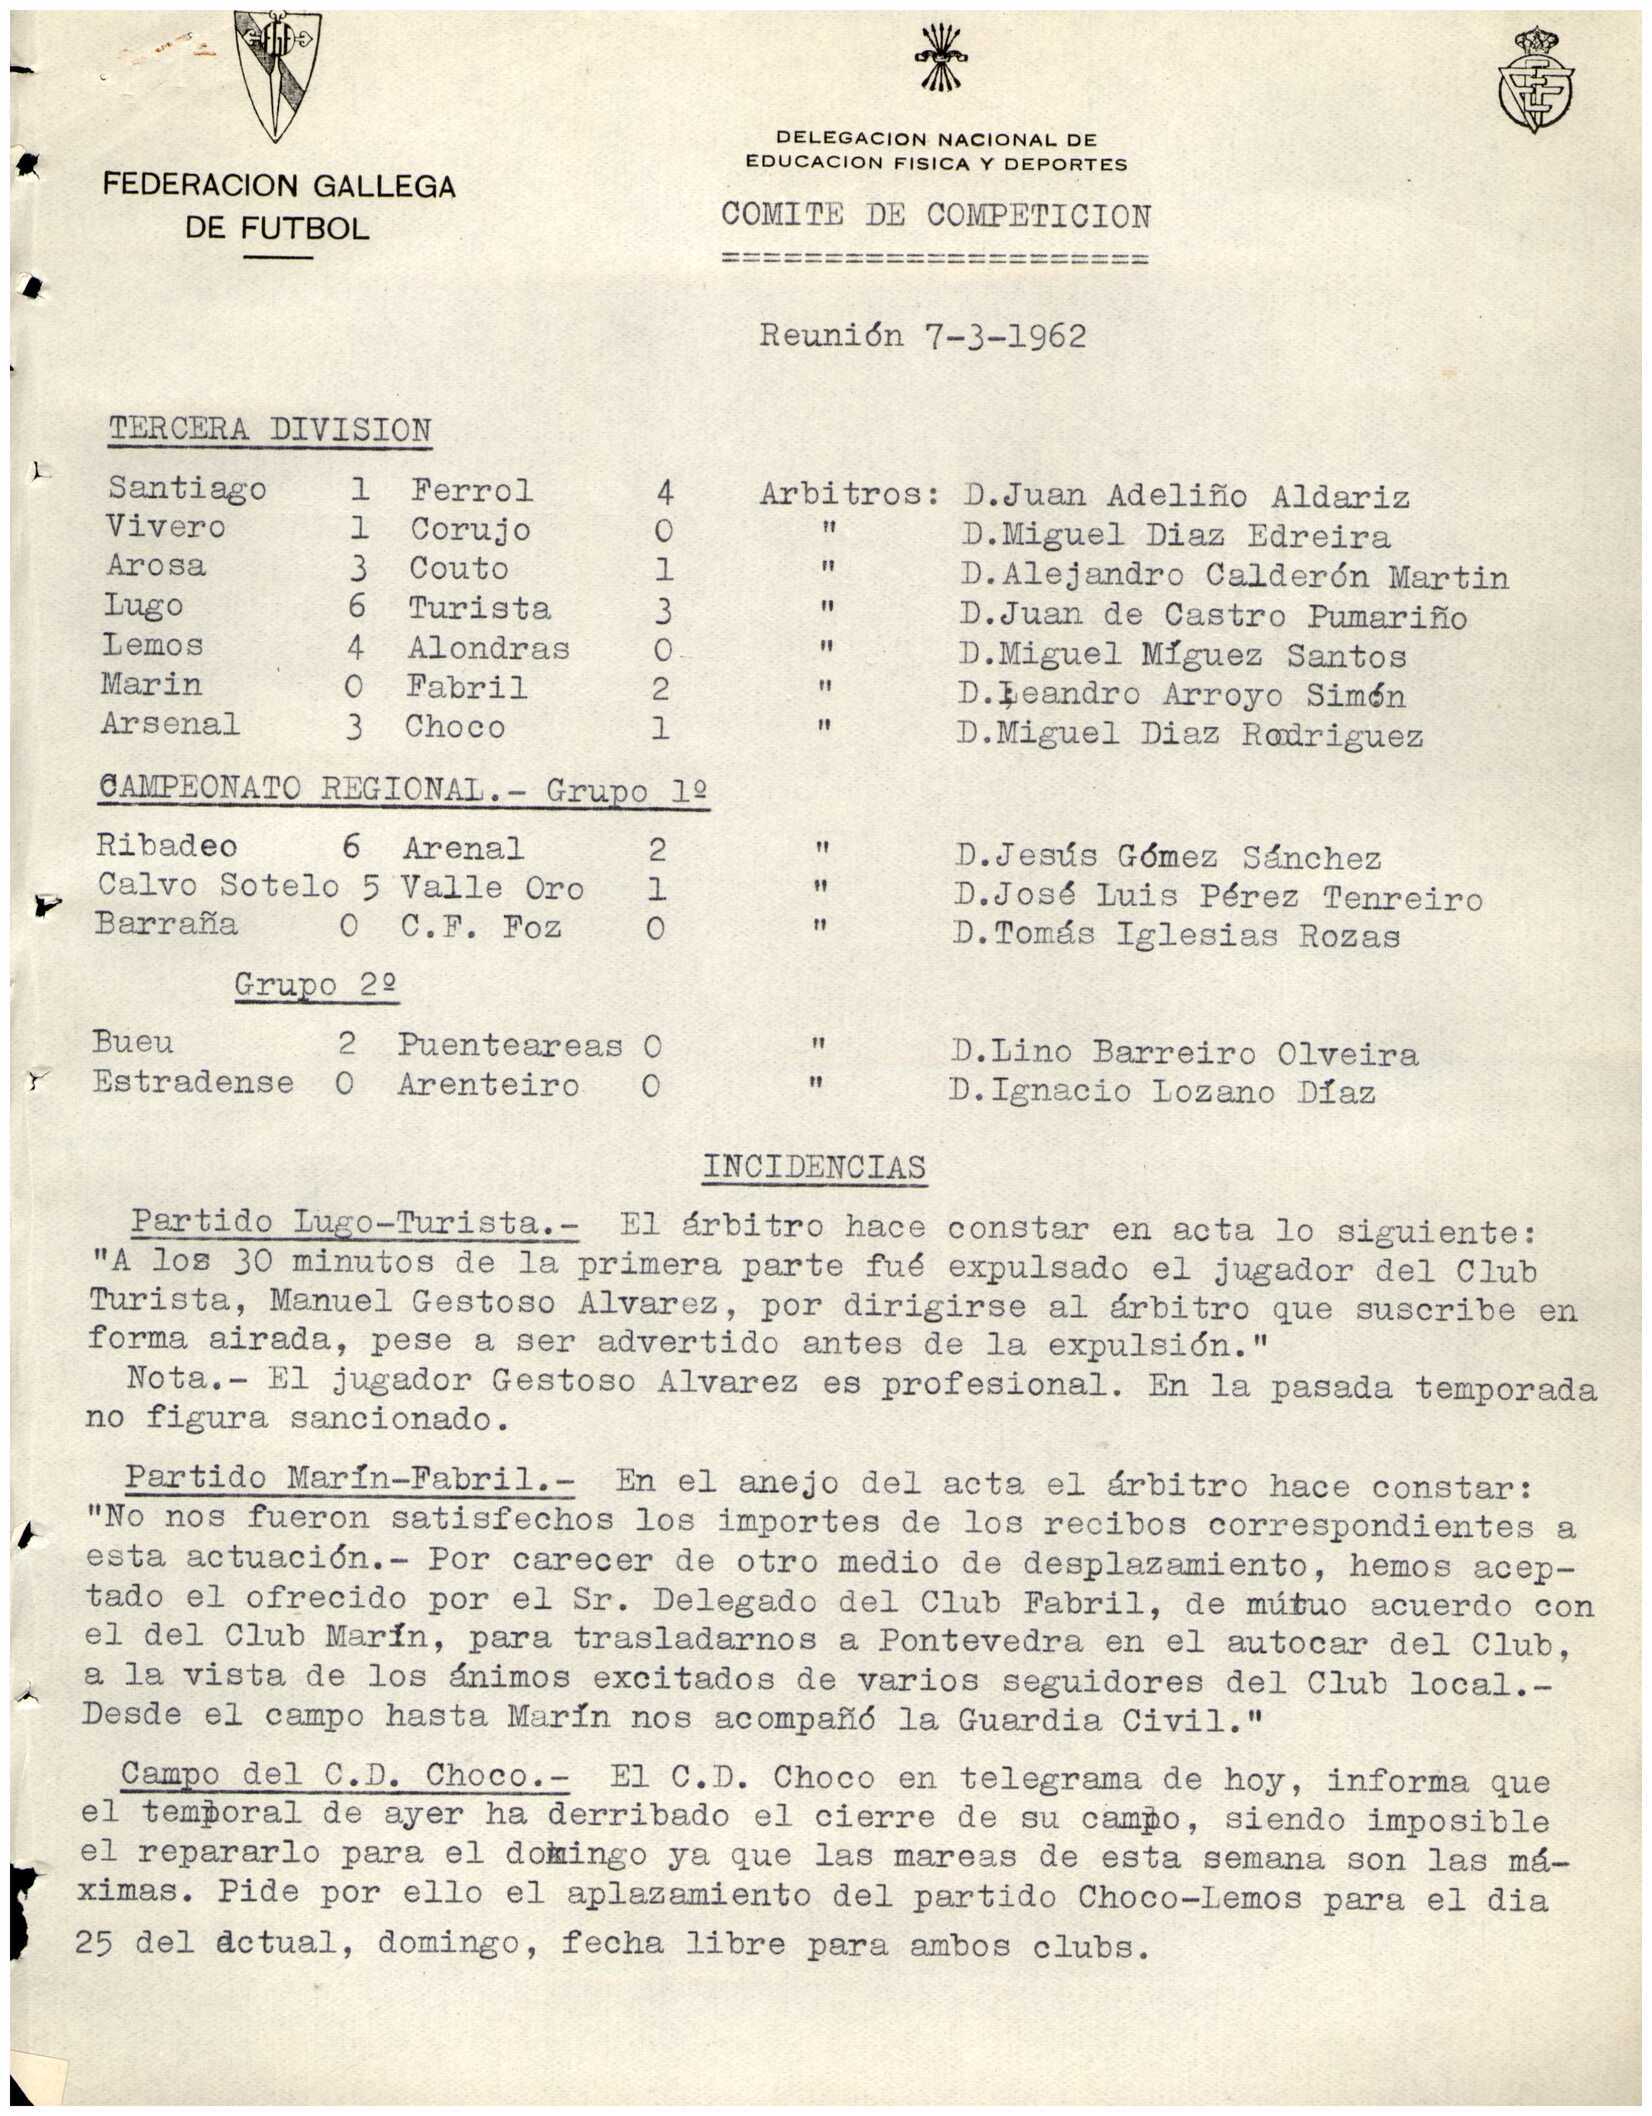 FEDERACION GALLEGA
DE FUTBOL
DELEGACION NACIONAL DE
EDUCACION FISICA Y DEPORTES
COMITE DE COMPETICION
=====================
Reunión 7-3-1962
TERCERA DIVISION
Santiago 1 Ferrol 4 Arbitros: D.Juan Adeliño Aldariz
Vivero 1 Corujo 0 " D.Miguel Diaz Edreira
Arosa 3 Couto 1 " D.Alejandro Calderón Martin
Lugo 6 Turista 3 " D.Juan de Castro Pumariño
Lemos 4 Alondras 0 " D.Miguel Míguez Santos
Marin 0 Fabril 2 " D.Leandro Arroyo Simón
Arsenal 3 Choco 1 " D.Miguel Diaz Rodriguez
CAMPEONATO REGIONAL.- Grupo 1º
Ribadeo 6 Arenal 2 " D.Jesús Gómez Sánchez
Calvo Sotelo 5 Valle Oro 1 " D.José Luis Pérez Tenreiro
Barraña 0 C.F. Foz 0 " D.Tomás Iglesias Rozas
Grupo 2º
Bueu 2 Puenteareas 0 " D.Lino Barreiro Olveira
Estradense 0 Arenteiro 0 " D.Ignacio Lozano Díaz
INCIDENCIAS
Partido Lugo-Turista.- El árbitro hace constar en acta lo siguiente:
"A los 30 minutos de la primera parte fué expulsado el jugador del Club
Turista, Manuel Gestoso Alvarez, por dirigirse al árbitro que suscribe en
forma airada, pese a ser advertido antes de la expulsión."
Nota.- El jugador Gestoso Alvarez es profesional. En la pasada temporada
no figura sancionado.
Partido Marín-Fabril.- En el anejo del acta el árbitro hace constar:
"No nos fueron satisfechos los importes de los recibos correspondientes a
esta actuación.- Por carecer de otro medio de desplazamiento, hemos acep-
tado el ofrecido por el Sr. Delegado del Club Fabril, de mútuo acuerdo con
el del Club Marín, para trasladarnos a Pontevedra en el autocar del Club,
a la vista de los ánimos excitados de varios seguidores del Club local.-
Desde el campo hasta Marín nos acompañó la Guardia Civil."
Campo del C.D. Choco.- El C.D. Choco en telegrama de hoy, informa que
el temporal de ayer ha derribado el cierre de su campo, siendo imposible
el repararlo para el domingo ya que las mareas de esta semana son las má-
ximas. Pide por ello el aplazamiento del partido Choco-Lemos para el dia
25 del actual, domingo, fecha libre para ambos clubs.